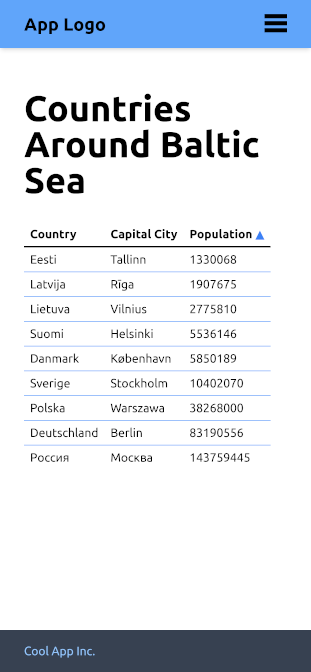 App Logo
Countries
Around Baltic
Sea
Country Capital City Population ▲
Eesti Tallinn 1330068
Latvija Rīga 1907675
Lietuva Vilnius 2775810
Suomi Helsinki 5536146
Danmark København 5850189
Sverige Stockholm 10402070
Polska Warszawa 38268000
Deutschland Berlin 83190556
Россия Москва 143759445
Cool App Inc.